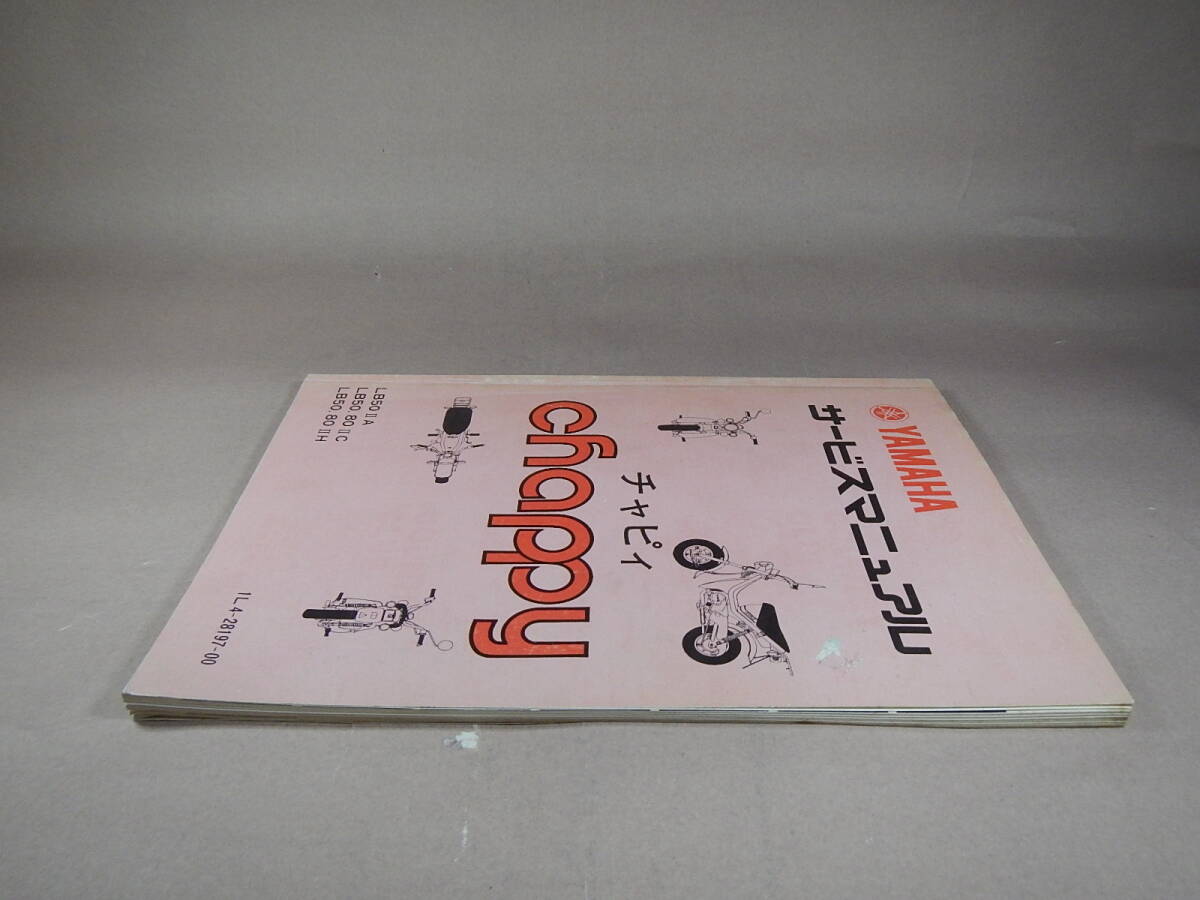 YAMAHA
サービスマニュアル
チャピィ
chappy
LB50ⅡA
LB50 80ⅡC
LB50 80ⅡH
1L4-28197-00